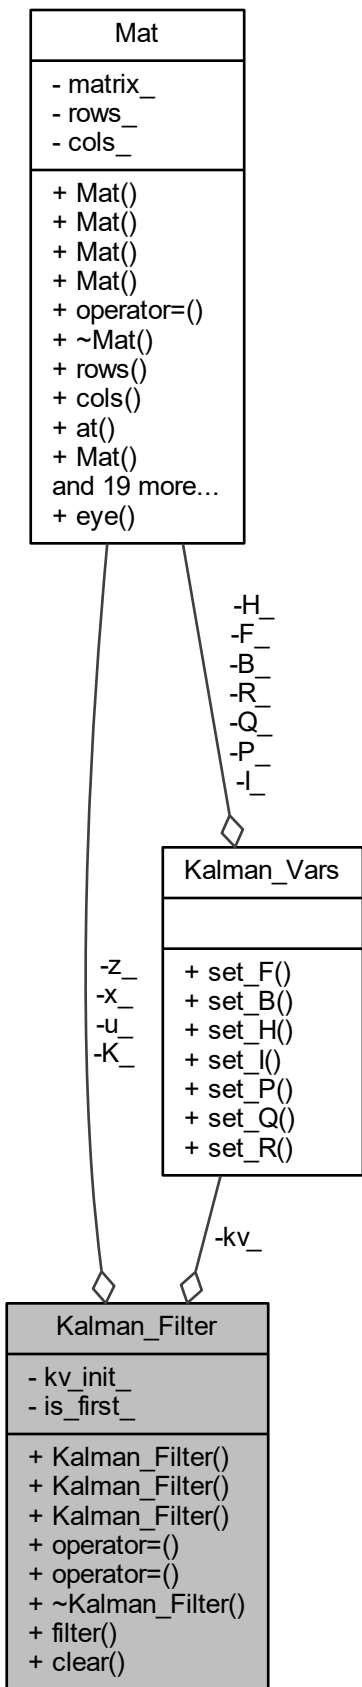 Mat
- matrix_
- rows_
- cols_
+ Mat()
+ Mat()
+ Mat()
+ Mat()
+ operator=()
+ ~Mat()
+ rows()
+ cols()
+ at()
+ Mat()
and 19 more...
+ eye()
-H_
-F_
-B_
-R_
-Q_
-P_
-I_
Kalman_Vars
+ set_F()
+ set_B()
+ set_H()
+ set_I()
+ set_P()
+ set_Q()
+ set_R()
-z_
-x_
-u_
-K_
-kv_
Kalman_Filter
- kv_init_
- is_first_
+ Kalman_Filter()
+ Kalman_Filter()
+ Kalman_Filter()
+ operator=()
+ operator=()
+ ~Kalman_Filter()
+ filter()
+ clear()